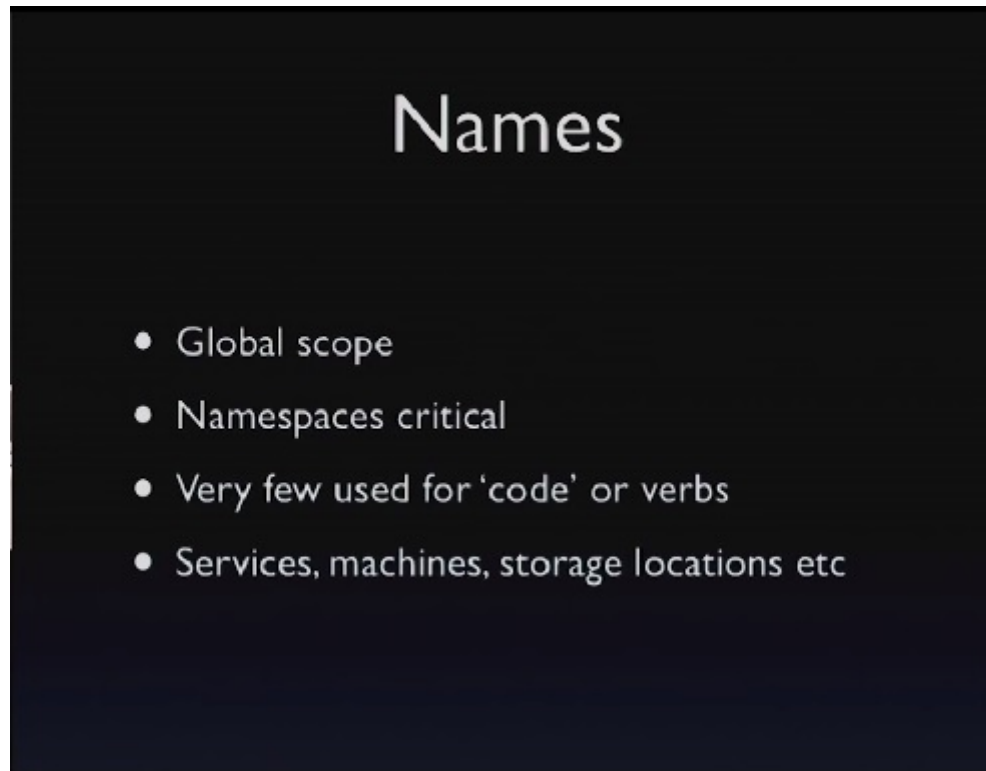 Names
• Global scope
• Namespaces critical
• Very few used for ‘code’ or verbs
• Services, machines, storage locations etc